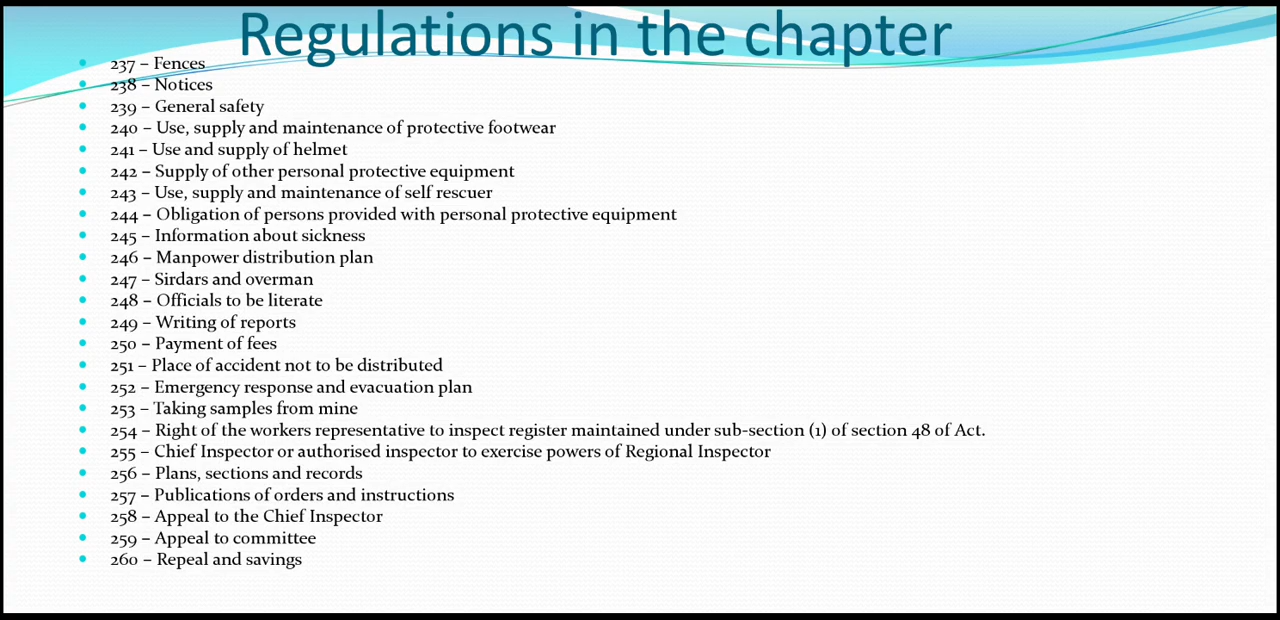 Regulations in the chapter
237 – Fences
238 – Notices
239 – General safety
240 – Use, supply and maintenance of protective footwear
241 – Use and supply of helmet
242 – Supply of other personal protective equipment
243 – Use, supply and maintenance of self rescuer
244 – Obligation of persons provided with personal protective equipment
245 – Information about sickness
246 – Manpower distribution plan
247 – Sirdars and overman
248 – Officials to be literate
249 – Writing of reports
250 – Payment of fees
251 – Place of accident not to be distributed
252 – Emergency response and evacuation plan
253 – Taking samples from mine
254 – Right of the workers representative to inspect register maintained under sub-section (1) of section 48 of Act.
255 – Chief Inspector or authorised inspector to exercise powers of Regional Inspector
256 – Plans, sections and records
257 – Publications of orders and instructions
258 – Appeal to the Chief Inspector
259 – Appeal to committee
260 – Repeal and savings